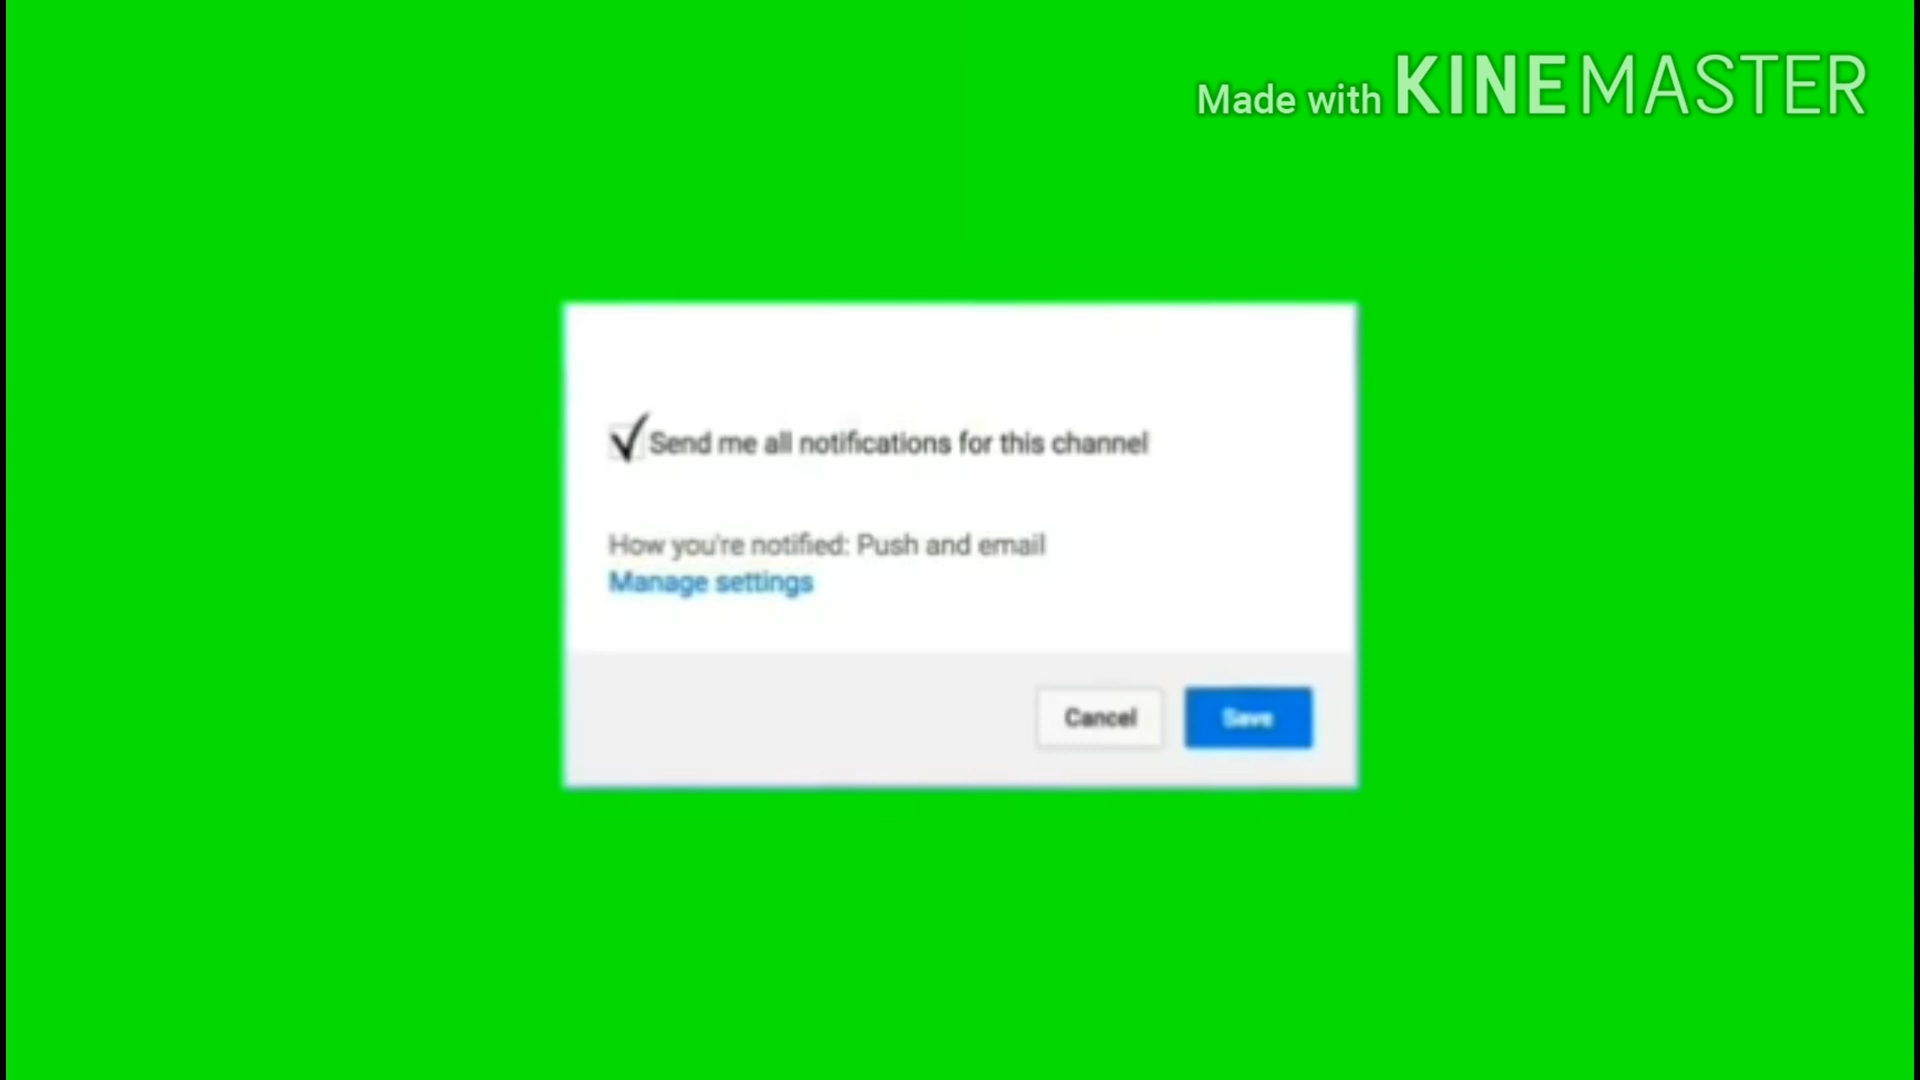 Made with KINEMASTER
Send me all notifications for this channel
How you're notified: Push and email
Manage settings
Cancel
Save